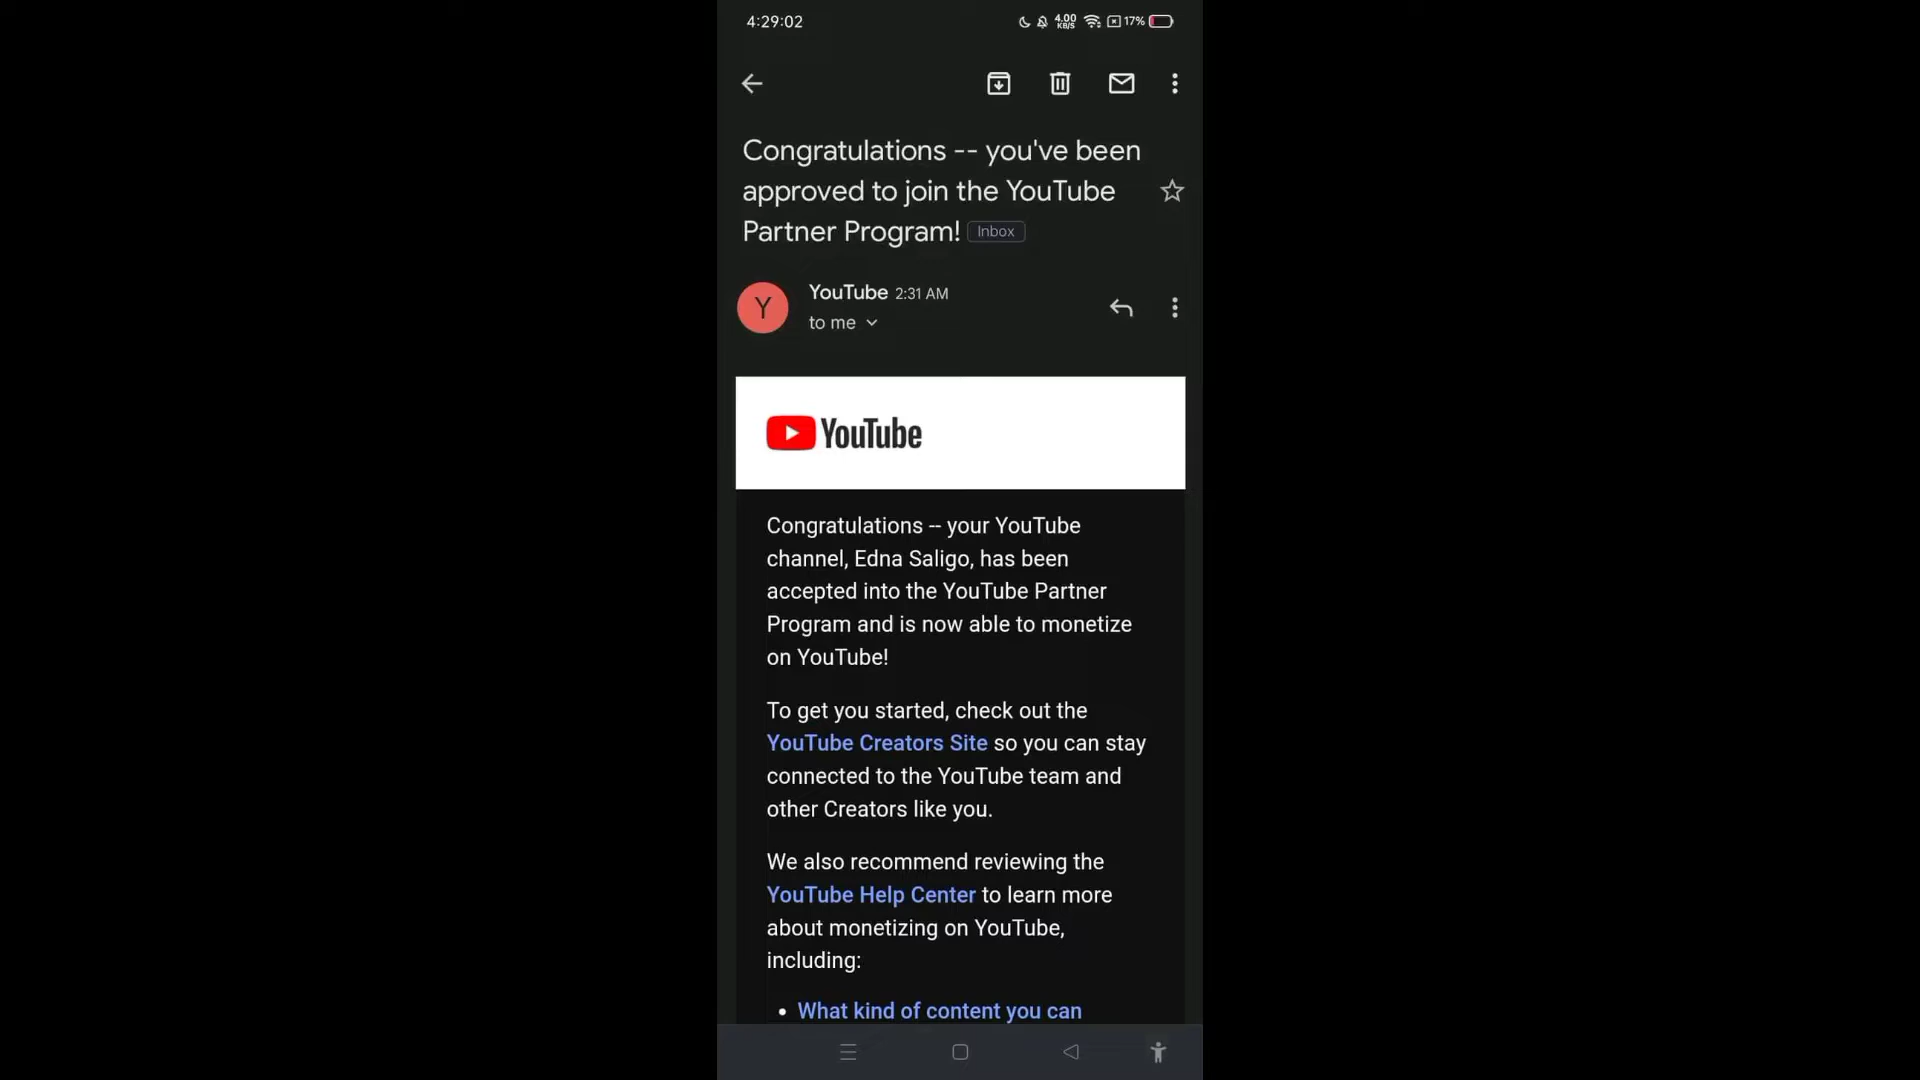 4:29:02
4.00
KB/S
17%
Congratulations -- you've been
approved to join the YouTube
Partner Program! Inbox
Y
YouTube 2:31 AM
to me
YouTube
Congratulations -- your YouTube
channel, Edna Saligo, has been
accepted into the YouTube Partner
Program and is now able to monetize
on YouTube!
To get you started, check out the
YouTube Creators Site so you can stay
connected to the YouTube team and
other Creators like you.
We also recommend reviewing the
YouTube Help Center to learn more
about monetizing on YouTube,
including:
• What kind of content you can